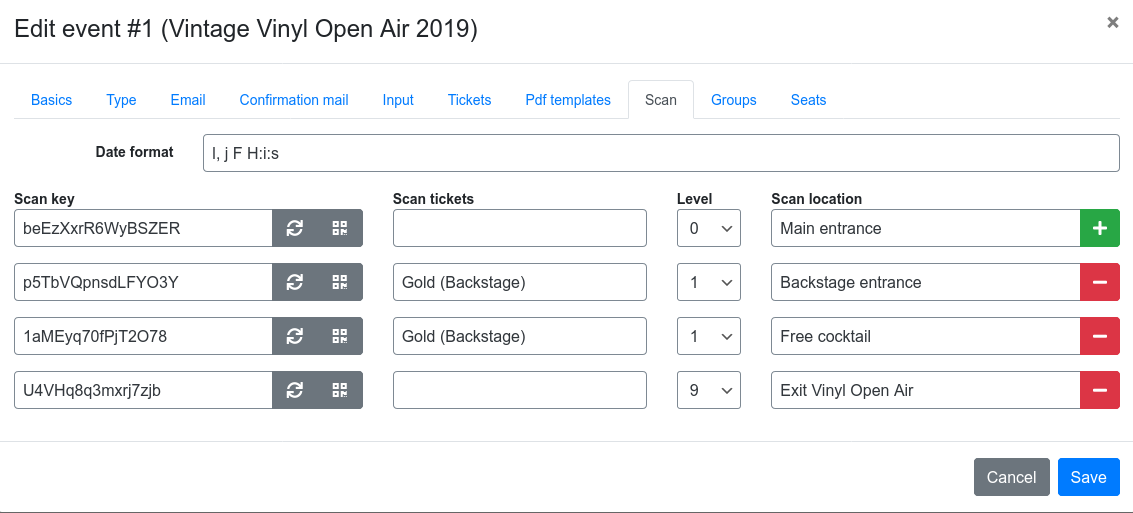 Edit event #1 (Vintage Vinyl Open Air 2019)
×
Basics Type Email Confirmation mail Input Tickets Pdf templates Scan Groups Seats
Date format l, j F H:i:s
Scan key Scan tickets Level Scan location
beEzXxrR6WyBSZER 0 Main entrance
p5TbVQpnsdLFYO3Y Gold (Backstage) 1 Backstage entrance
1aMEyq70fPjT2O78 Gold (Backstage) 1 Free cocktail
U4VHq8q3mxrj7zjb 9 Exit Vinyl Open Air
Cancel Save